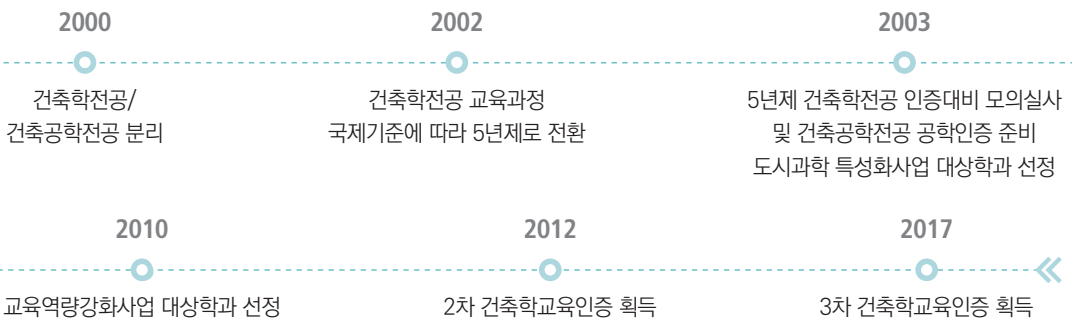 2000
2002
2003
건축학전공/
건축공학전공 분리
건축학전공 교육과정
국제기준에 따라 5년제로 전환
5년제 건축학전공 인증대비 모의실사
및 건축공학전공 공학인증 준비
도시과학 특성화사업 대상학과 선정
2010
2012
2017
교육역량강화사업 대상학과 선정
2차 건축학교육인증 획득
3차 건축학교육인증 획득